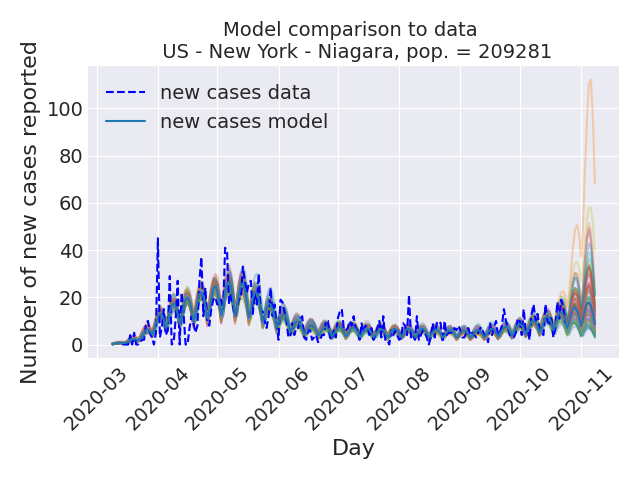 Model comparison to data
US - New York - Niagara, pop. = 209281
Number of new cases reported
100
80
60
40
20
0
new cases data
new cases model
2020-03
2020-04
2020-05
2020-06
2020-07
2020-08
2020-09
2020-10
2020-11
Day